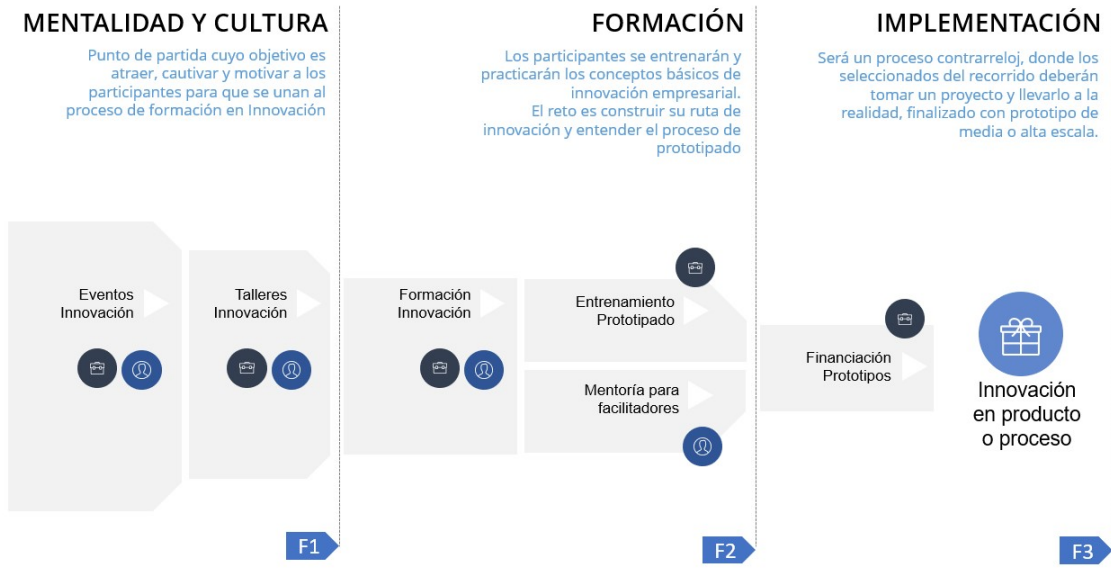 MENTALIDAD Y CULTURA
Punto de partida cuyo objetivo es
atraer, cautivar y motivar a los
participantes para que se unan al
proceso de formación en Innovación
FORMACIÓN
Los participantes se entrenarán y
practicarán los conceptos básicos de
innovación empresarial.
El reto es construir su ruta de
innovación y entender el proceso de
prototipado
IMPLEMENTACIÓN
Será un proceso contrarreloj, donde los
seleccionados del recorrido deberán
tomar un proyecto y llevarlo a la
realidad, finalizado con prototipo de
media o alta escala.
Eventos
Innovación
Talleres
Innovación
Formación
Innovación
Entrenamiento
Prototipado
Mentoría para
facilitadores
Financiación
Prototipos
Innovación
en producto
o proceso
F1
F2
F3